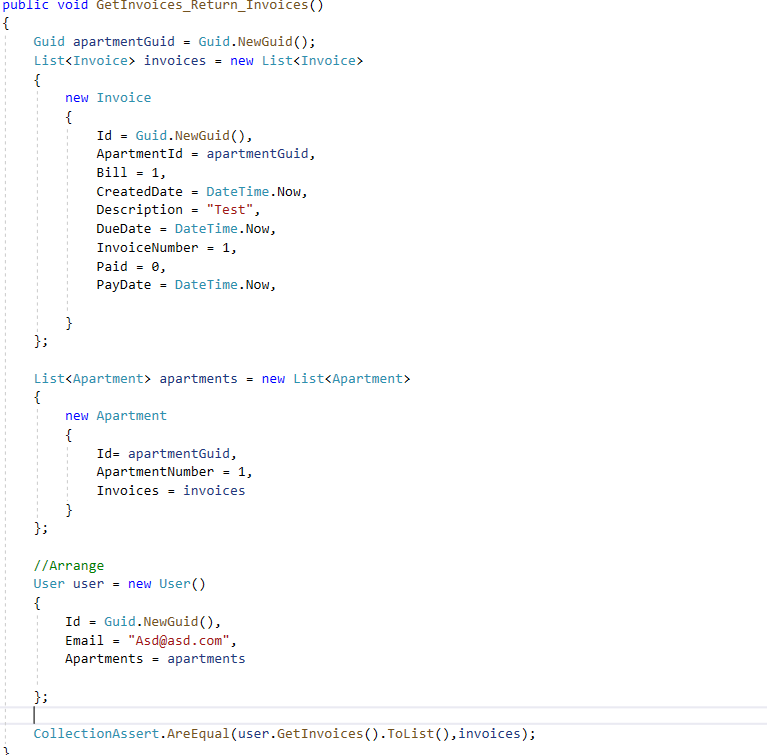 public void GetInvoices_Return_Invoices()
{
Guid apartmentGuid = Guid.NewGuid();
List<Invoice> invoices = new List<Invoice>
{
new Invoice
{
Id = Guid.NewGuid(),
ApartmentId = apartmentGuid,
Bill = 1,
CreatedDate = DateTime.Now,
Description = "Test",
DueDate = DateTime.Now,
InvoiceNumber = 1,
Paid = 0,
PayDate = DateTime.Now,
}
};
List<Apartment> apartments = new List<Apartment>
{
new Apartment
{
Id= apartmentGuid,
ApartmentNumber = 1,
Invoices = invoices
}
};
//Arrange
User user = new User()
{
Id = Guid.NewGuid(),
Email = "Asd@asd.com",
Apartments = apartments
};
CollectionAssert.AreEqual(user.GetInvoices().ToList(),invoices);
}